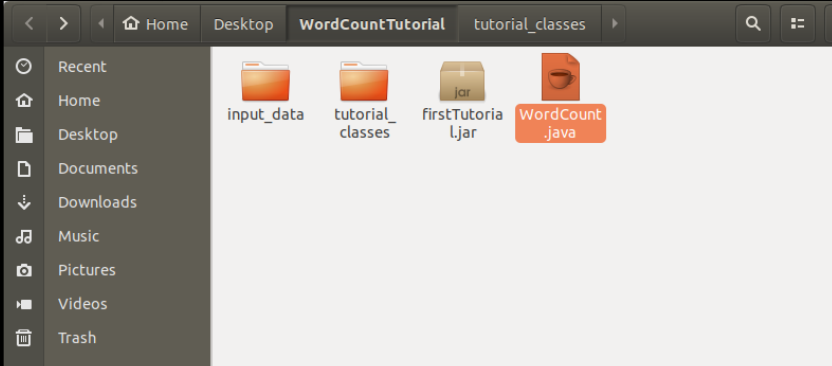 Home
Desktop
WordCountTutorial
tutorial_classes
Recent
Home
Desktop
Documents
Downloads
Music
Pictures
Videos
Trash
input_data
tutorial_
classes
jar
firstTutoria
l.jar
WordCount
.java